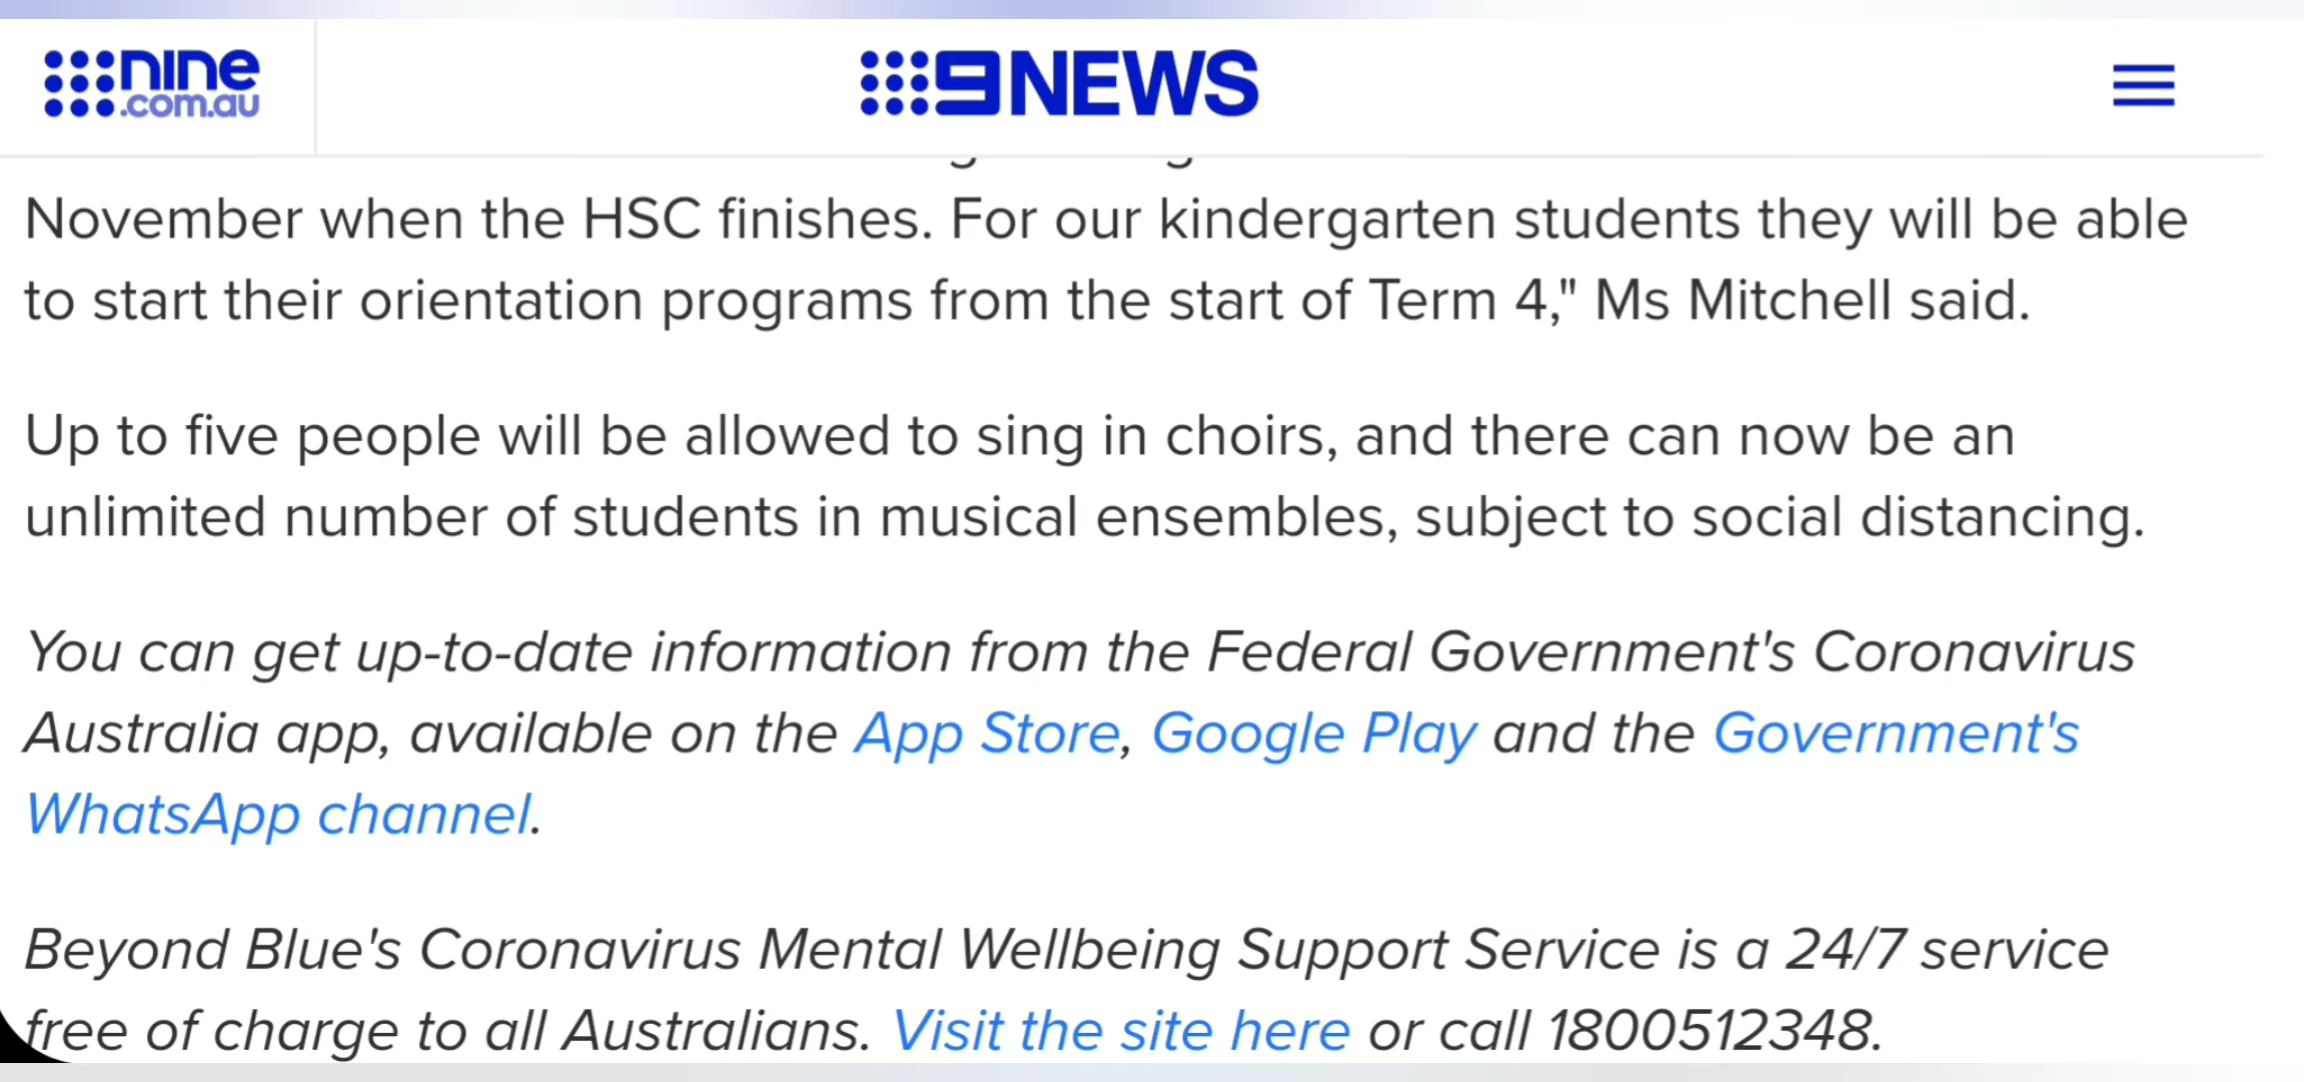 nine
.com.au
9NEWS
November when the HSC finishes. For our kindergarten students they will be able
to start their orientation programs from the start of Term 4," Ms Mitchell said.
Up to five people will be allowed to sing in choirs, and there can now be an
unlimited number of students in musical ensembles, subject to social distancing.
You can get up-to-date information from the Federal Government's Coronavirus
Australia app, available on the App Store, Google Play and the Government's
WhatsApp channel.
Beyond Blue's Coronavirus Mental Wellbeing Support Service is a 24/7 service
free of charge to all Australians. Visit the site here or call 1800512348.